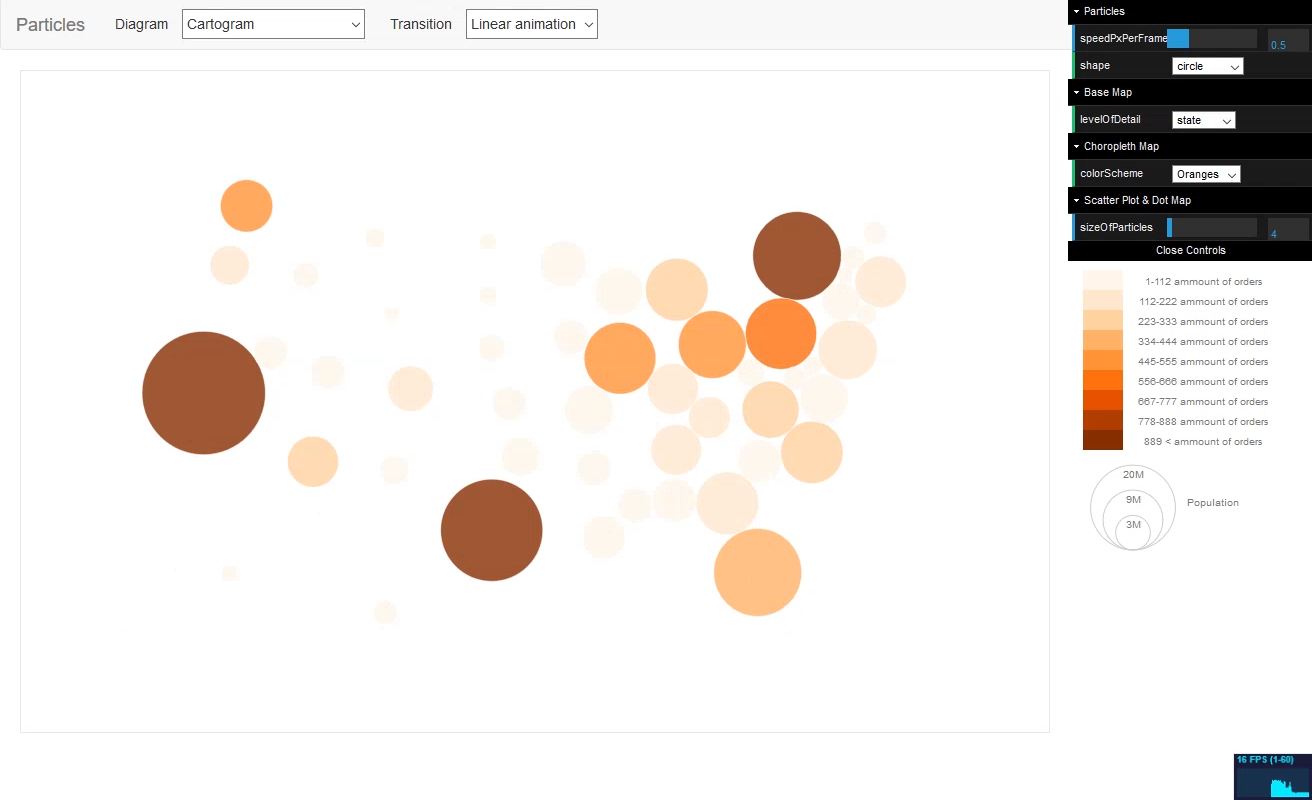 Particles Diagram Cartogram Transition Linear animation
Particles
speedPxPerFrame 0.5
shape circle
Base Map
levelOfDetail state
Choropleth Map
colorScheme Oranges
Scatter Plot & Dot Map
sizeOfParticles 4
Close Controls
1-112 ammount of orders
112-222 ammount of orders
223-333 ammount of orders
334-444 ammount of orders
445-555 ammount of orders
556-666 ammount of orders
667-777 ammount of orders
778-888 ammount of orders
889 < ammount of orders
20M
9M
3M
Population
16 FPS (1-60)